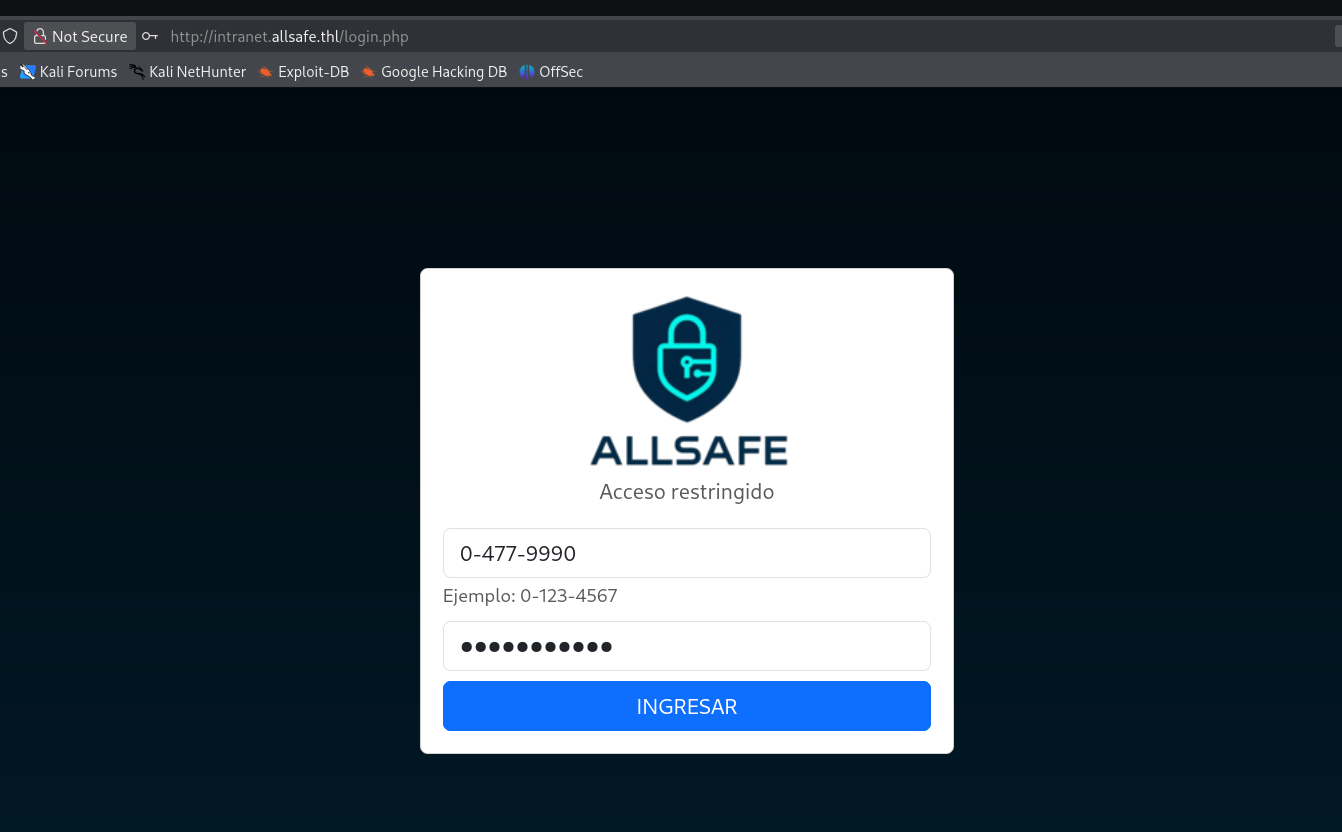 Not Secure http://intranet.allsafe.thl/login.php
s Kali Forums Kali NetHunter Exploit-DB Google Hacking DB OffSec
ALLSAFE
Acceso restringido
0-477-9990
Ejemplo: 0-123-4567
●●●●●●●●●●●
INGRESAR